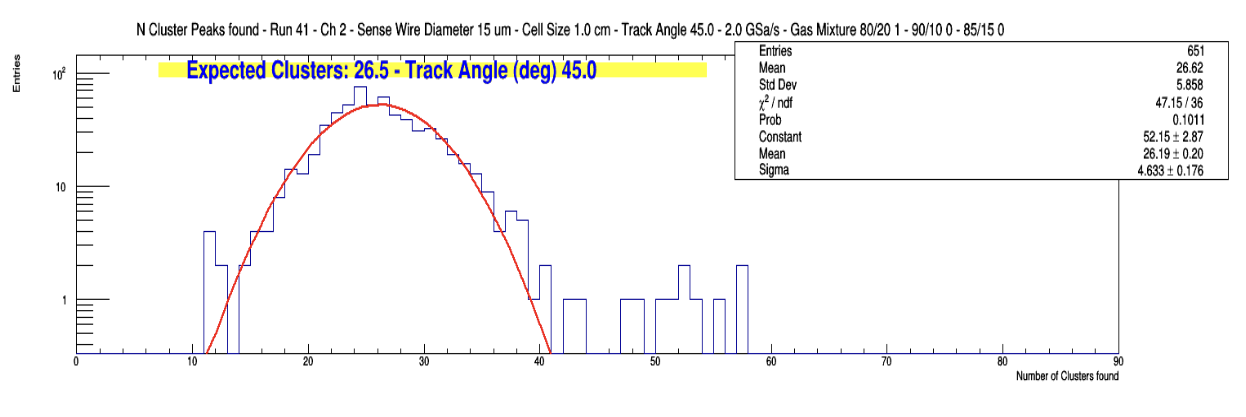 N Cluster Peaks found - Run 41 - Ch 2 - Sense Wire Diameter 15 um - Cell Size 1.0 cm - Track Angle 45.0 - 2.0 GSa/s - Gas Mixture 80/20 1 - 90/10 0 - 85/15 0
Entries
Expected Clusters: 26.5 - Track Angle (deg) 45.0
Entries 651
Mean 26.62
Std Dev 5.858
χ² / ndf 47.15 / 36
Prob 0.1011
Constant 52.15 ± 2.87
Mean 26.19 ± 0.20
Sigma 4.633 ± 0.176
10²
10
1
0 10 20 30 40 50 60 70 80 90
Number of Clusters found